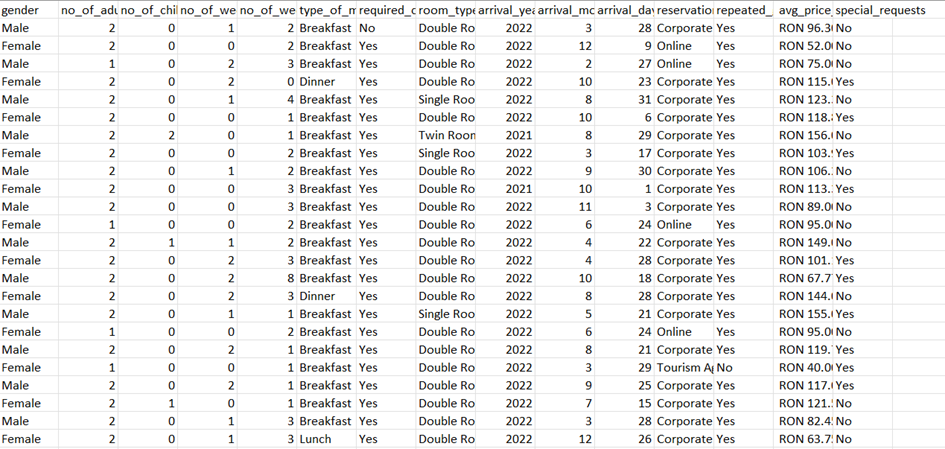 gender no_of_adu no_of_chil no_of_we no_of_we type_of_m required_c room_type arrival_yea arrival_mo arrival_day reservation repeated_ avg_price_ special_requests
Male 2 0 1 2 Breakfast No Double Ro 2022 3 28 Corporate Yes RON 96.30 No
Female 2 0 0 2 Breakfast Yes Double Ro 2022 12 9 Online Yes RON 52.00 No
Male 1 0 2 3 Breakfast Yes Double Ro 2022 2 27 Online Yes RON 75.00 No
Female 2 0 2 0 Dinner Yes Double Ro 2022 10 23 Corporate Yes RON 115.0 Yes
Male 2 0 1 4 Breakfast Yes Single Roo 2022 8 31 Corporate Yes RON 123. No
Female 2 0 0 1 Breakfast Yes Double Ro 2022 10 6 Corporate Yes RON 118. Yes
Male 2 2 0 1 Breakfast Yes Twin Room 2021 8 29 Corporate Yes RON 156.0 No
Female 2 0 0 2 Breakfast Yes Single Roo 2022 3 17 Corporate Yes RON 103. Yes
Male 2 0 1 2 Breakfast Yes Double Ro 2022 9 30 Corporate Yes RON 106. No
Female 2 0 0 3 Breakfast Yes Double Ro 2021 10 1 Corporate Yes RON 113. Yes
Male 2 0 0 3 Breakfast Yes Double Ro 2022 11 3 Corporate Yes RON 89.00 No
Female 1 0 0 2 Breakfast Yes Double Ro 2022 6 24 Online Yes RON 95.00 No
Male 2 1 1 2 Breakfast Yes Double Ro 2022 4 22 Corporate Yes RON 149.0 Yes
Female 2 0 2 3 Breakfast Yes Double Ro 2022 4 28 Corporate Yes RON 101. Yes
Male 2 0 2 8 Breakfast Yes Double Ro 2022 10 18 Corporate Yes RON 67.77 Yes
Female 2 0 2 3 Dinner Yes Double Ro 2022 8 28 Corporate Yes RON 144.0 No
Male 2 0 1 1 Breakfast Yes Single Roo 2022 5 21 Corporate Yes RON 155.0 Yes
Female 1 0 0 2 Breakfast Yes Double Ro 2022 6 24 Online Yes RON 95.00 No
Male 2 0 2 1 Breakfast Yes Double Ro 2022 8 21 Corporate Yes RON 119. Yes
Female 1 0 0 1 Breakfast Yes Double Ro 2022 3 29 Tourism Ag No RON 40.00 Yes
Male 2 0 2 1 Breakfast Yes Double Ro 2022 9 25 Corporate Yes RON 117.0 Yes
Female 2 1 0 1 Breakfast Yes Double Ro 2022 7 15 Corporate Yes RON 121. No
Male 2 0 1 3 Breakfast Yes Double Ro 2022 3 28 Corporate Yes RON 82.45 No
Female 2 0 1 3 Lunch Yes Double Ro 2022 12 26 Corporate Yes RON 63.75 No